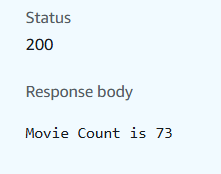 Status
200
Response body
Movie Count is 73